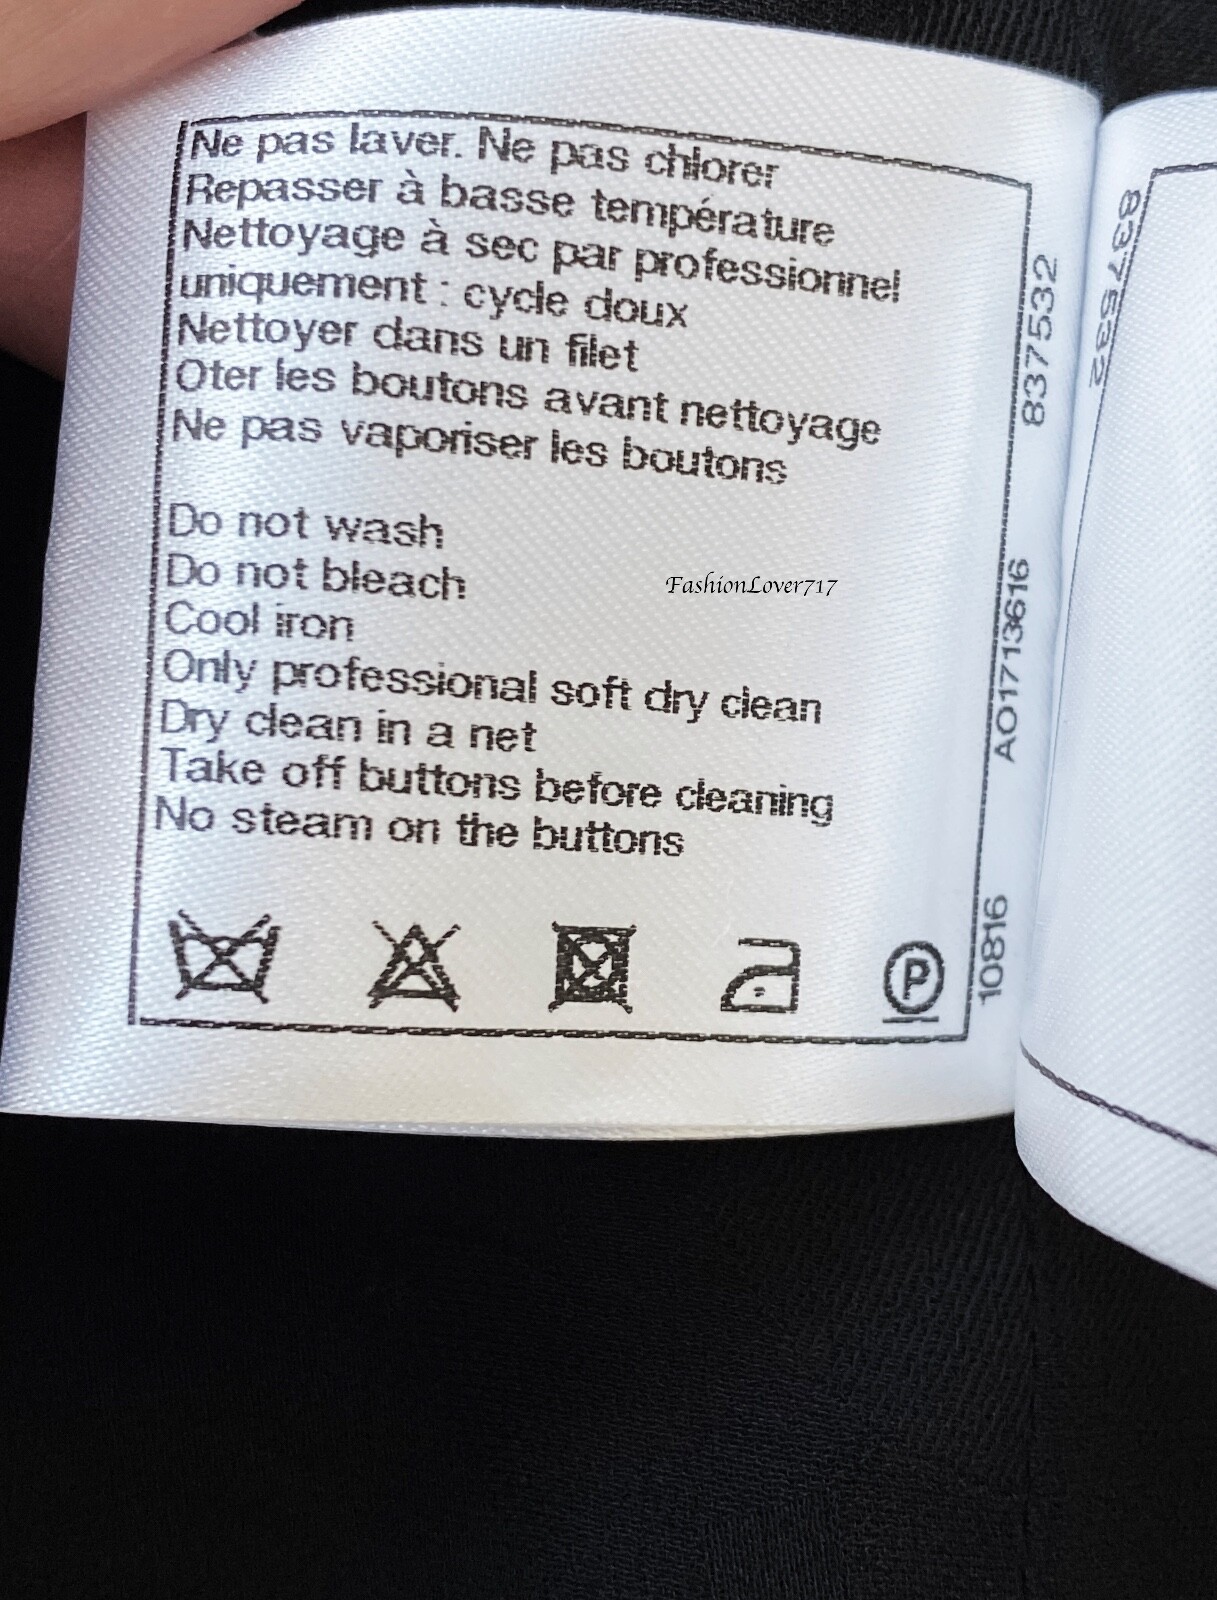 Ne pas laver. Ne pas chlorer
Repasser à basse température
Nettoyage à sec par professionnel
uniquement : cycle doux
Nettoyer dans un filet
Oter les boutons avant nettoyage
Ne pas vaporiser les boutons
Do not wash
Do not bleach
Cool iron
Only professional soft dry clean
Dry clean in a net
Take off buttons before cleaning
No steam on the buttons
P
FashionLover717
10816
AO1713616
837532
837532